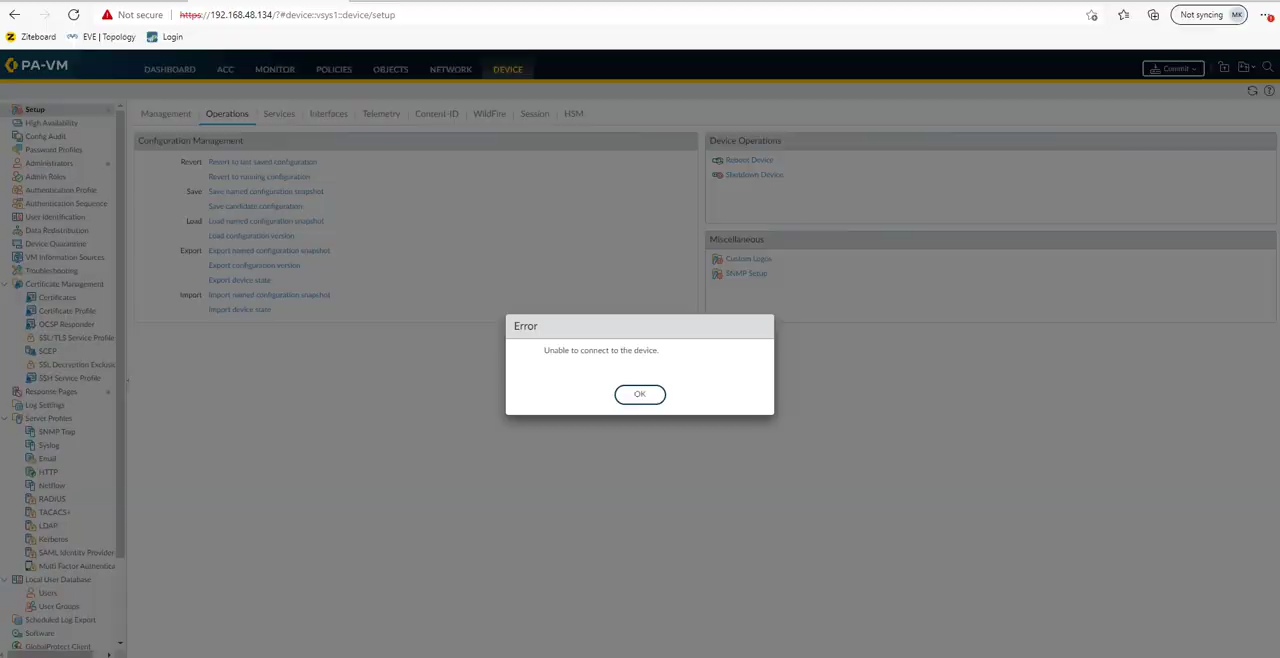 Not secure https://192.168.48.134/?#device::vsys1::device/setup Not syncing MK
Ziteboard EVE | Topology Login
PA-VM DASHBOARD ACC MONITOR POLICIES OBJECTS NETWORK DEVICE Commit
Management Operations Services Interfaces Telemetry Content-ID WildFire Session HSM
Setup
High Availability
Config Audit
Password Profiles
Administrators
Admin Roles
Authentication Profile
Authentication Sequence
User Identification
Data Redistribution
Device Quarantine
VM Information Sources
Troubleshooting
Certificate Management
Certificates
Certificate Profile
OCSP Responder
SSL/TLS Service Profile
SCEP
SSL Decryption Exclus
SSH Service Profile
Response Pages
Log Settings
Server Profiles
SNMP Trap
Syslog
Email
HTTP
Netflow
RADIUS
TACACS+
LDAP
Kerberos
SAML Identity Provider
Multi Factor Authentica
Local User Database
Users
User Groups
Scheduled Log Export
Software
GlobalProtect Client
Configuration Management
Revert Revert to last saved configuration
Revert to running configuration
Save Save named configuration snapshot
Save candidate configuration
Load Load named configuration snapshot
Load configuration version
Export Export named configuration snapshot
Export configuration version
Export device state
Import Import named configuration snapshot
Import device state
Device Operations
Reboot Device
Shutdown Device
Miscellaneous
Custom Logos
SNMP Setup
Error
Unable to connect to the device.
OK